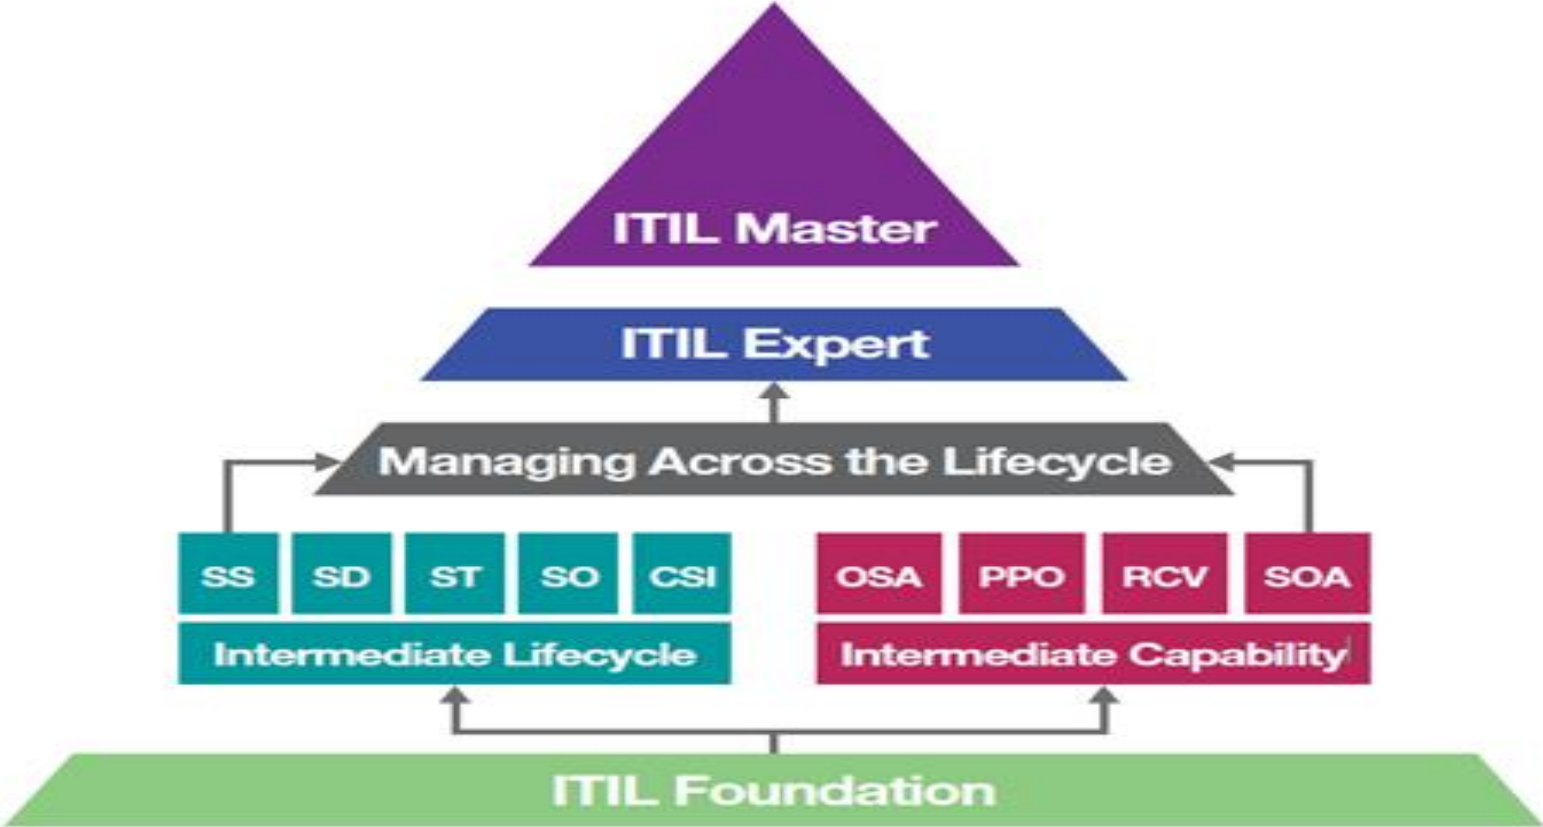 ITIL Master
ITIL Expert
Managing Across the Lifecycle
SS SD ST SO CSI
Intermediate Lifecycle
OSA PPO RCV SOA
Intermediate Capability
ITIL Foundation